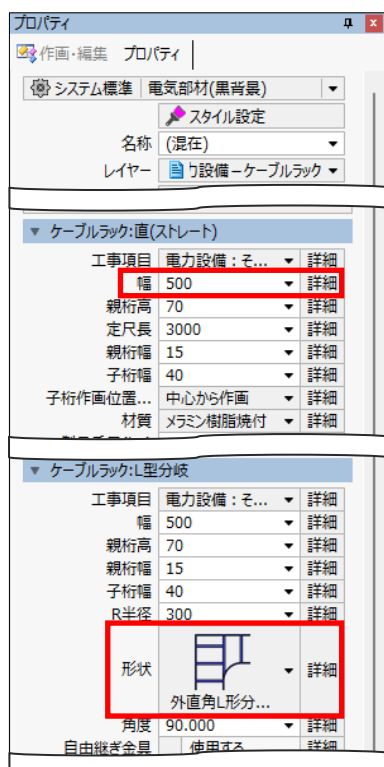 プロパティ
作画・編集 プロパティ
システム標準 電気部材(黒背景)
スタイル設定
名称 (混在)
レイヤー 力設備-ケーブルラック
ケーブルラック:直(ストレート)
工事項目 電力設備:そ... 詳細
幅 500 詳細
親桁高 70 詳細
定尺長 3000 詳細
親桁幅 15 詳細
子桁幅 40 詳細
子桁作画位置... 中心から作画 詳細
材質 メラミン樹脂焼付 詳細
ケーブルラック:L型分岐
工事項目 電力設備:そ... 詳細
幅 500 詳細
親桁高 70 詳細
親桁幅 15 詳細
子桁幅 40 詳細
R半径 300 詳細
形状 外直角L形分... 詳細
角度 90.000 詳細
自由継ぎ金具 使用する 詳細